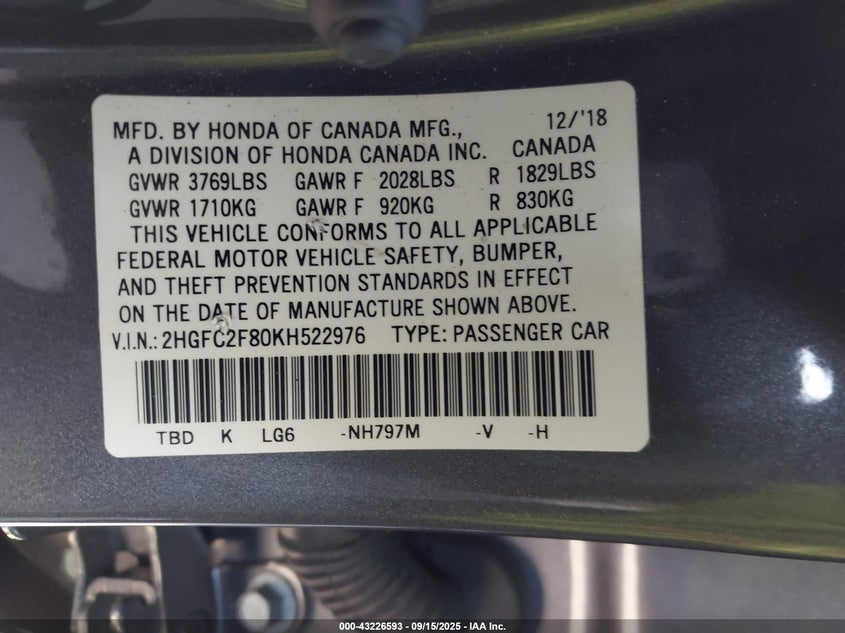 MFD. BY HONDA OF CANADA MFG., 12/'18
A DIVISION OF HONDA CANADA INC. CANADA
GVWR 3769LBS GAWR F 2028LBS R 1829LBS
GVWR 1710KG GAWR F 920KG R 830KG
THIS VEHICLE CONFORMS TO ALL APPLICABLE
FEDERAL MOTOR VEHICLE SAFETY, BUMPER,
AND THEFT PREVENTION STANDARDS IN EFFECT
ON THE DATE OF MANUFACTURE SHOWN ABOVE.
V.I.N.: 2HGFC2F80KH522976 TYPE: PASSENGER CAR
TBD K LG6 -NH797M -V -H
000-43226593 - 09/15/2025 - IAA Inc.